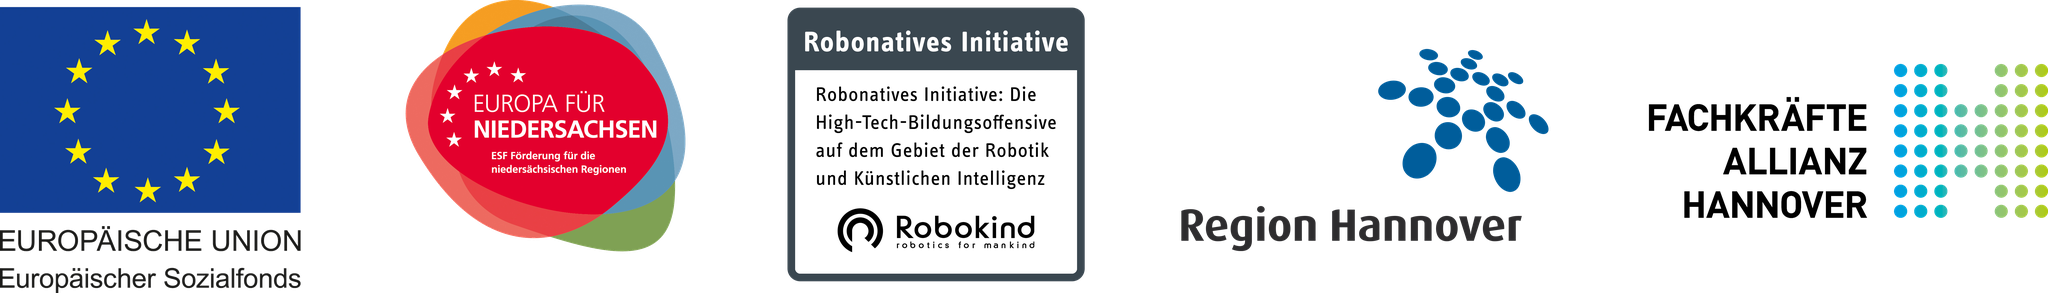 EUROPÄISCHE UNION
Europäischer Sozialfonds
EUROPA FÜR
NIEDERSACHSEN
ESF Förderung für die
niedersächsischen Regionen
Robonatives Initiative
Robonatives Initiative: Die
High-Tech-Bildungsoffensive
auf dem Gebiet der Robotik
und Künstlichen Intelligenz
Robokind
robotics for mankind
Region Hannover
FACHKRÄFTE
ALLIANZ
HANNOVER